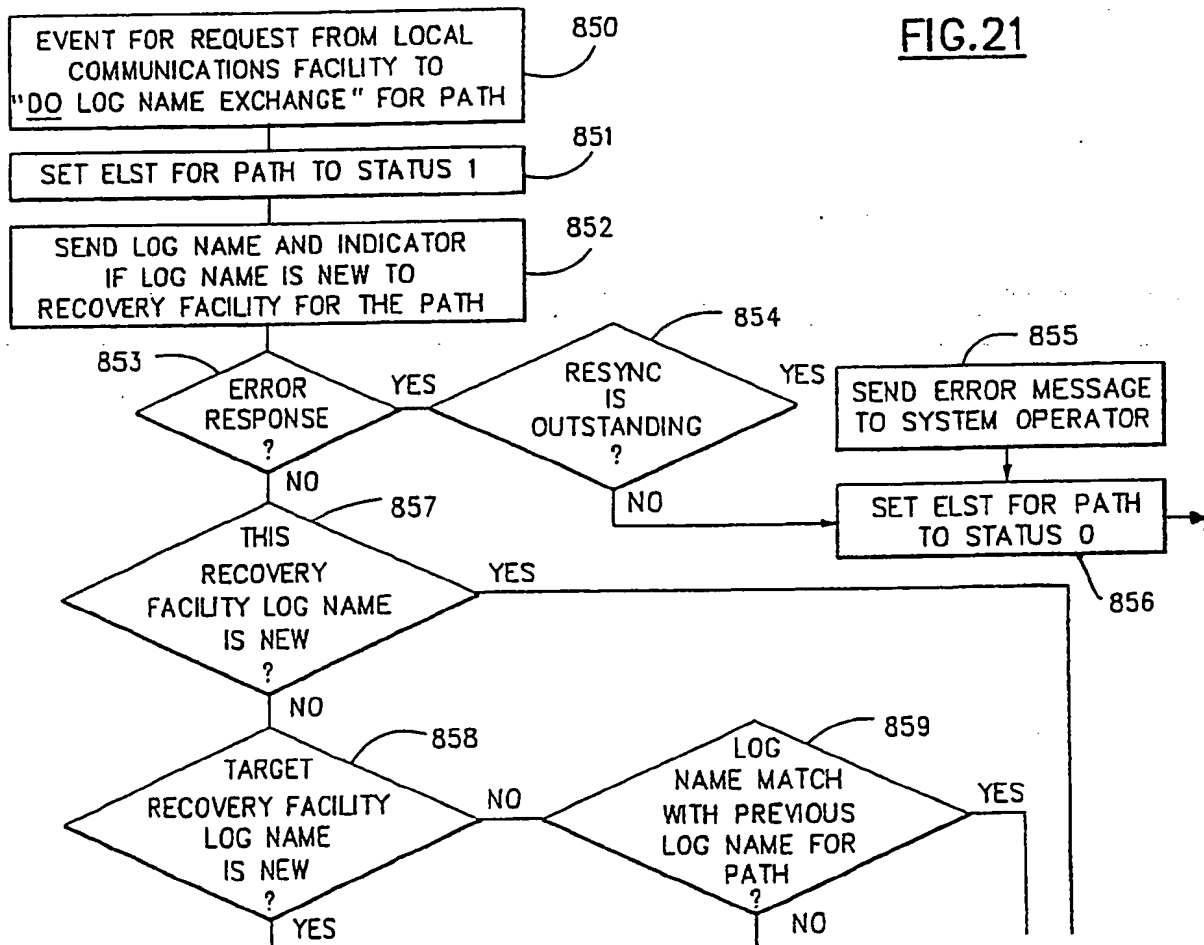 FIG.21
EVENT FOR REQUEST FROM LOCAL
COMMUNICATIONS FACILITY TO
"DO LOG NAME EXCHANGE" FOR PATH
850
SET ELST FOR PATH TO STATUS 1
851
SEND LOG NAME AND INDICATOR
IF LOG NAME IS NEW TO
RECOVERY FACILITY FOR THE PATH
852
853
ERROR
RESPONSE
?
YES
NO
854
RESYNC
IS
OUTSTANDING
?
YES
NO
855
SEND ERROR MESSAGE
TO SYSTEM OPERATOR
SET ELST FOR PATH
TO STATUS 0
856
857
THIS
RECOVERY
FACILITY LOG NAME
IS NEW
?
YES
NO
858
TARGET
RECOVERY FACILITY
LOG NAME
IS NEW
?
NO
YES
859
LOG
NAME MATCH
WITH PREVIOUS
LOG NAME FOR
PATH
?
YES
NO